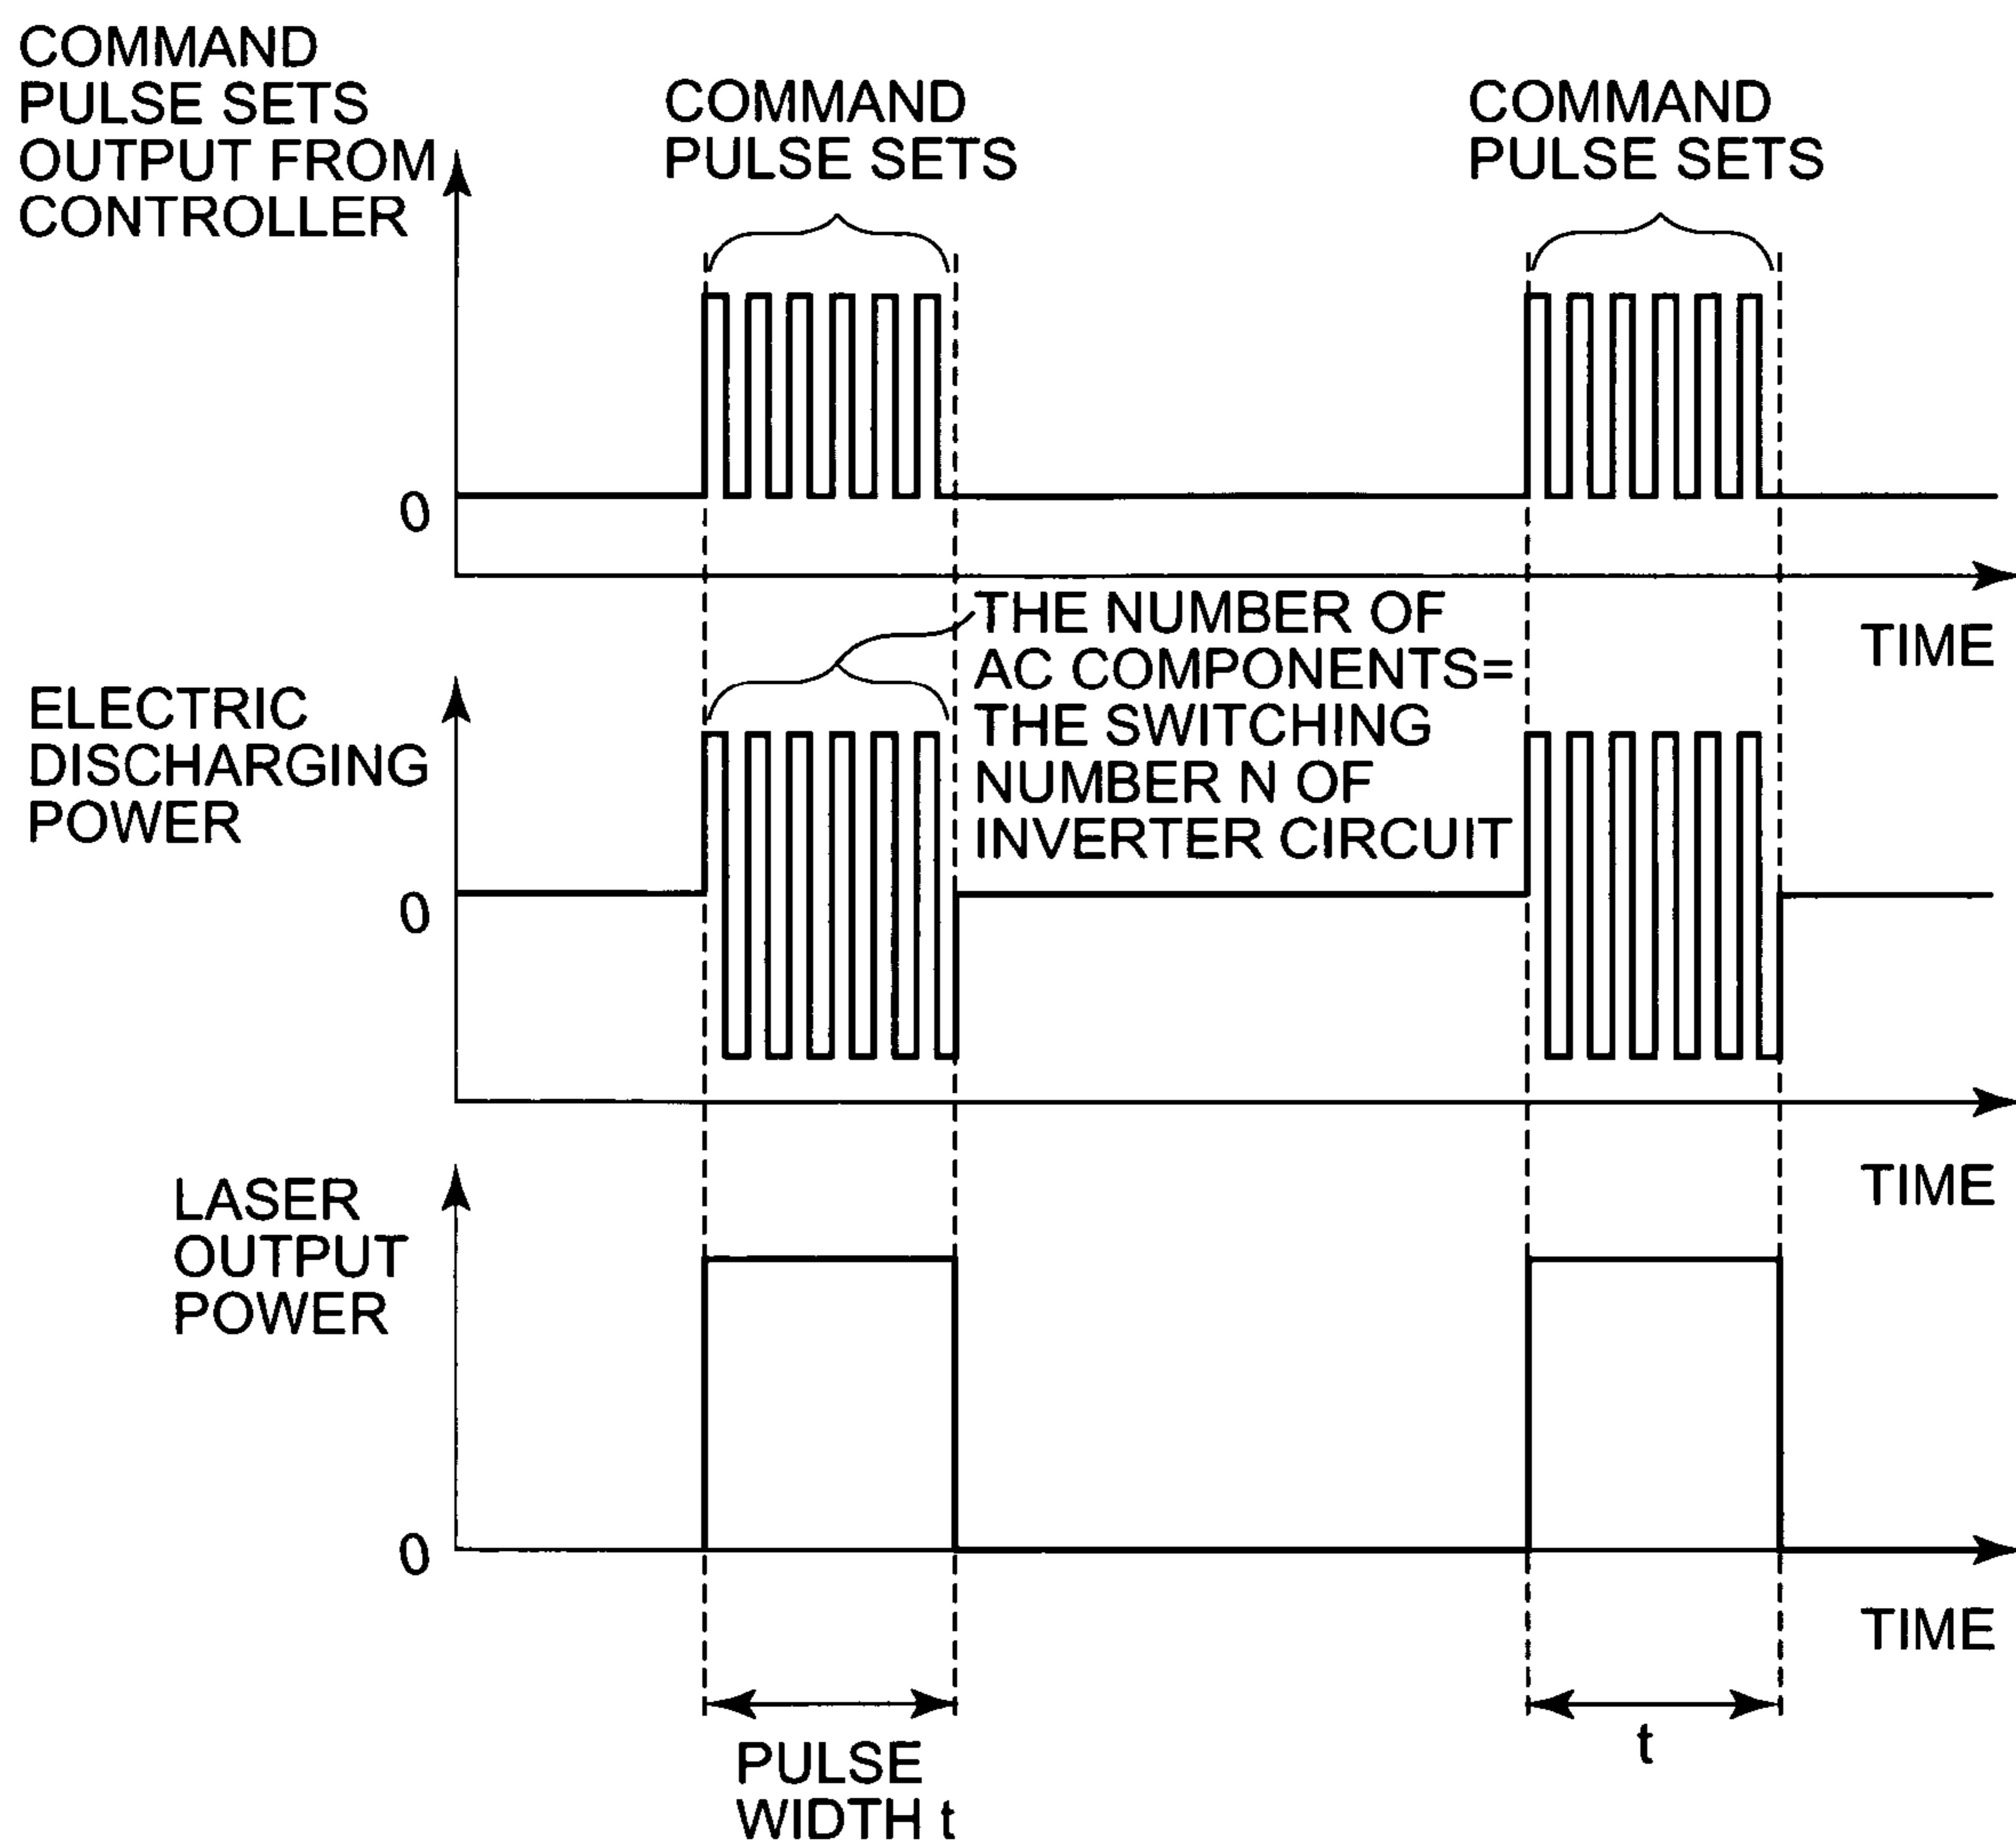 COMMAND
PULSE SETS
OUTPUT FROM
CONTROLLER
COMMAND
PULSE SETS
COMMAND
PULSE SETS
0
TIME
THE NUMBER OF
AC COMPONENTS=
THE SWITCHING
NUMBER N OF
INVERTER CIRCUIT
ELECTRIC
DISCHARGING
POWER
0
TIME
LASER
OUTPUT
POWER
0
TIME
PULSE
WIDTH t
t